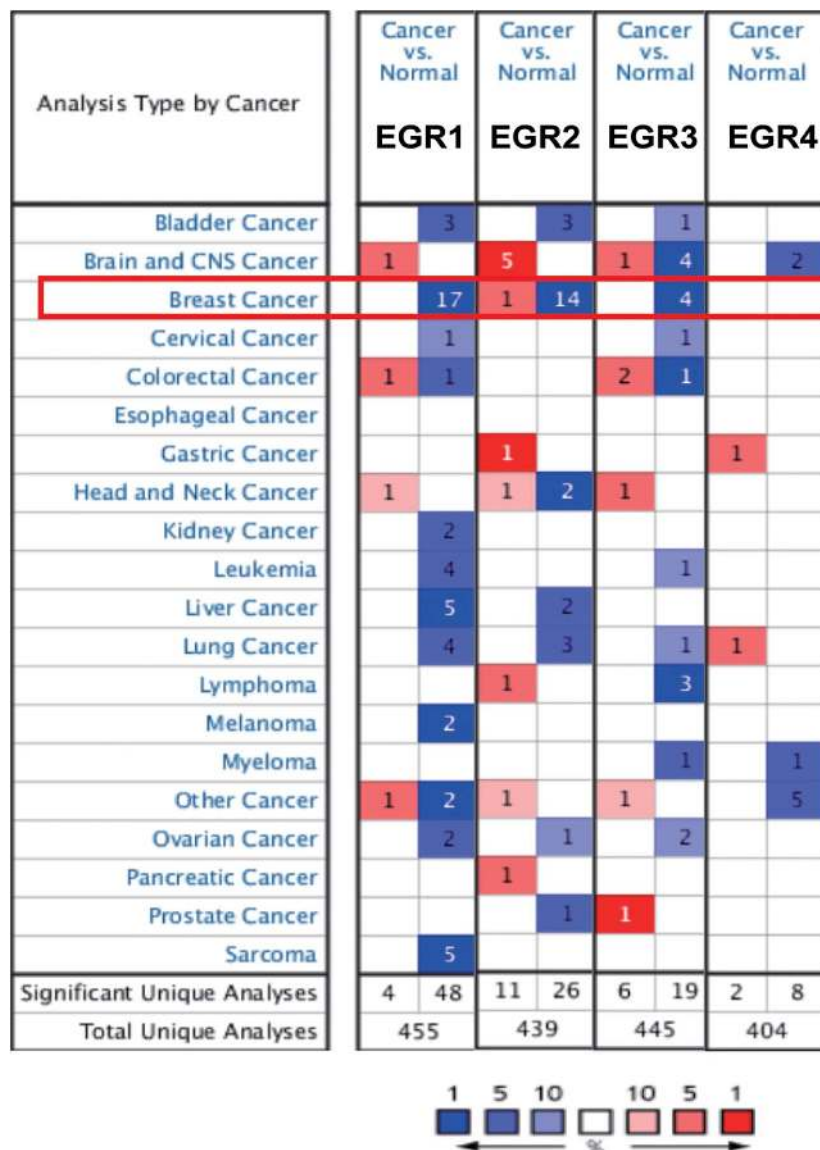 Analysis Type by Cancer
Cancer vs. Normal Cancer vs. Normal Cancer vs. Normal Cancer vs. Normal
EGR1 EGR2 EGR3 EGR4
Bladder Cancer 3 3 1
Brain and CNS Cancer 1 5 1 4 2
Breast Cancer 17 1 14 4
Cervical Cancer 1 1
Colorectal Cancer 1 1 2 1
Esophageal Cancer
Gastric Cancer 1 1
Head and Neck Cancer 1 1 2 1
Kidney Cancer 2
Leukemia 4 1
Liver Cancer 5 2
Lung Cancer 4 3 1 1
Lymphoma 1 3
Melanoma 2
Myeloma 1 1
Other Cancer 1 2 1 1 5
Ovarian Cancer 2 1 2
Pancreatic Cancer 1
Prostate Cancer 1 1
Sarcoma 5
Significant Unique Analyses 4 48 11 26 6 19 2 8
Total Unique Analyses 455 439 445 404
1 5 10 10 5 1
%